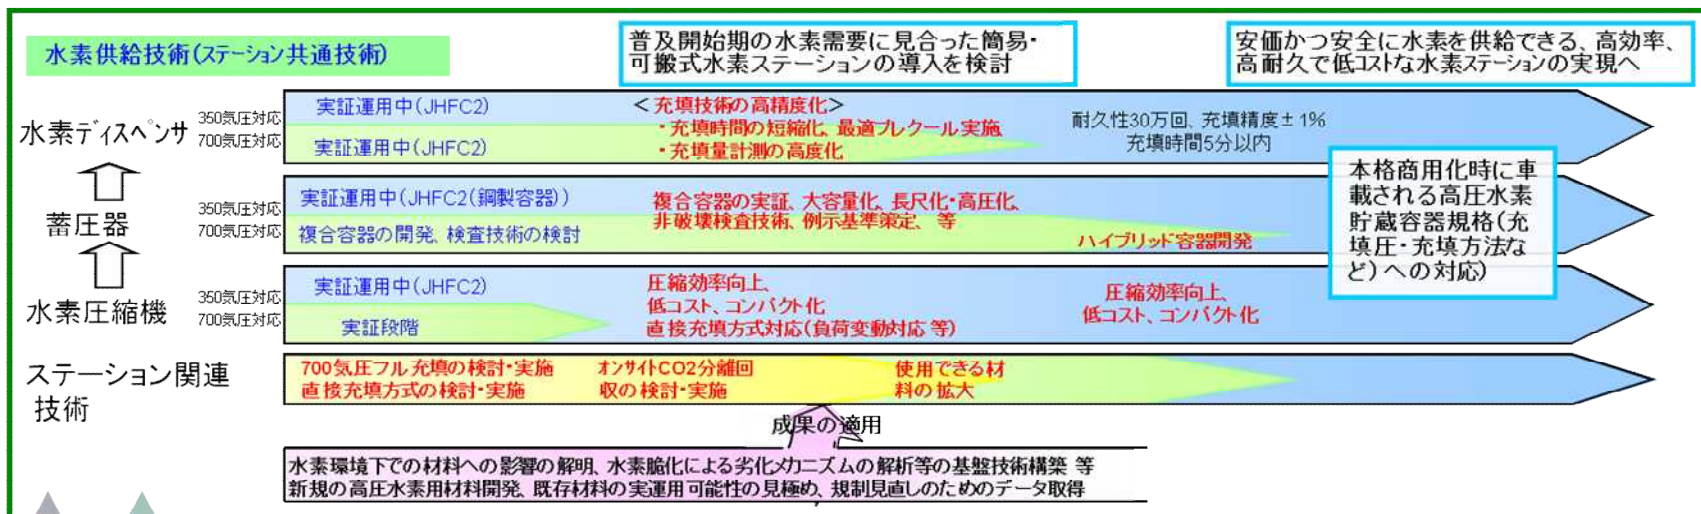 水素供給技術(ステーション共通技術)
普及開始期の水素需要に見合った簡易・
可搬式水素ステーションの導入を検討
安価かつ安全に水素を供給できる、高効率、
高耐久で低コストな水素ステーションの実現へ
水素ディスペンサ
350気圧対応
700気圧対応
実証運用中(JHFC2)
実証運用中(JHFC2)
<充填技術の高精度化>
・充填時間の短縮化、最適プレクール実施
・充填量計測の高度化
耐久性30万回、充填精度±1%
充填時間5分以内
蓄圧器
350気圧対応
700気圧対応
実証運用中(JHFC2(鋼製容器))
複合容器の開発、検査技術の検討
複合容器の実証、大容量化、長尺化・高圧化、
非破壊検査技術、例示基準策定、等
ハイブリッド容器開発
本格商用化時に車
載される高圧水素
貯蔵容器規格(充
填圧・充填方法な
ど)への対応)
水素圧縮機
350気圧対応
700気圧対応
実証運用中(JHFC2)
実証段階
圧縮効率向上、
低コスト、コンパクト化
直接充填方式対応(負荷変動対応 等)
圧縮効率向上、
低コスト、コンパクト化
ステーション関連
技術
700気圧フル充填の検討・実施
直接充填方式の検討・実施
オンサイトCO2分離回
収の検討・実施
使用できる材
料の拡大
成果の適用
水素環境下での材料への影響の解明、水素脆化による劣化メカニズムの解析等の基盤技術構築 等
新規の高圧水素用材料開発、既存材料の実運用可能性の見極め、規制見直しのためのデータ取得